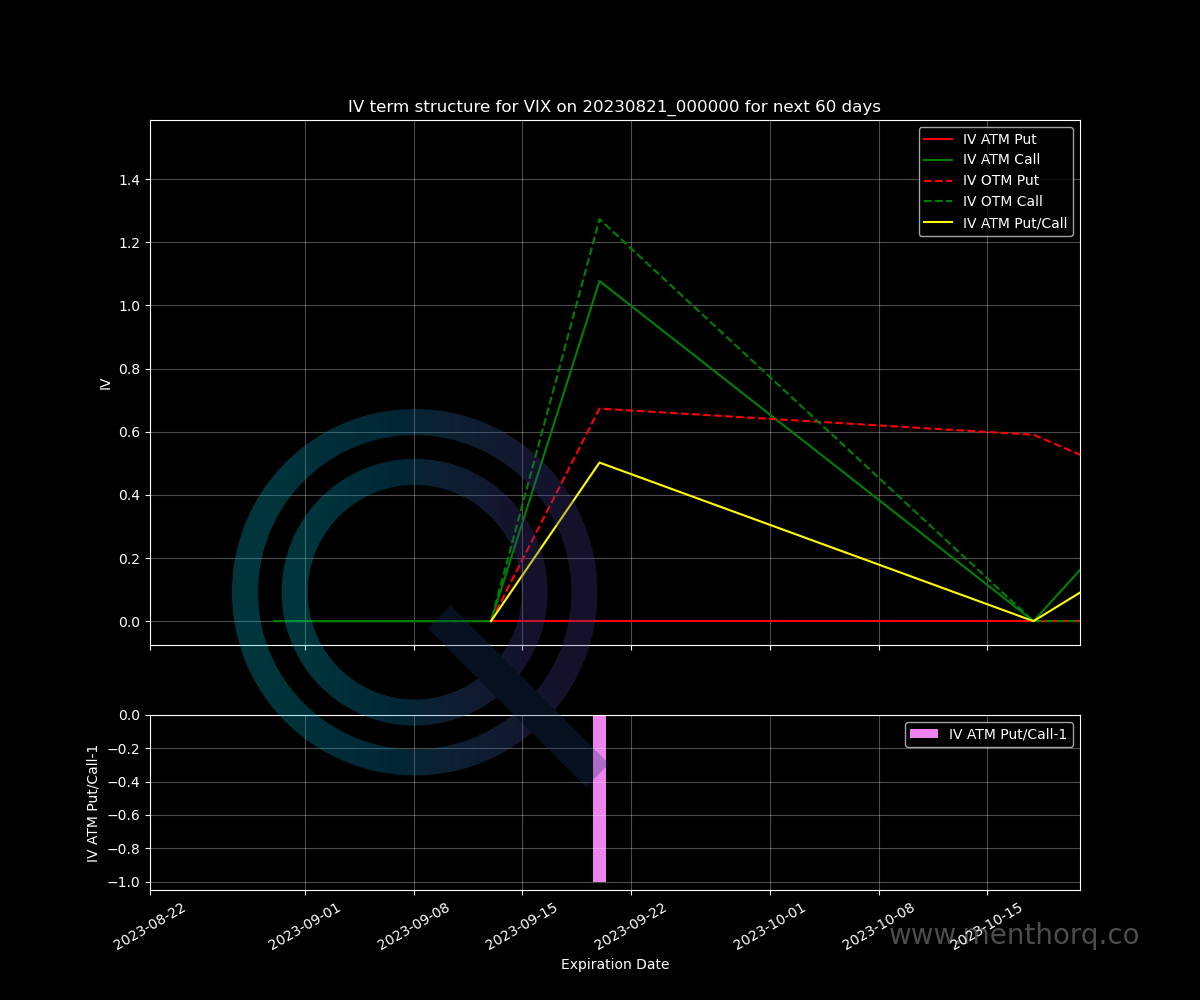 IV term structure for VIX on 20230821_000000 for next 60 days
IV ATM Put
IV ATM Call
IV OTM Put
IV OTM Call
IV ATM Put/Call
1.4
1.2
1.0
0.8
0.6
0.4
0.2
0.0
IV
IV ATM Put/Call-1
0.0
−0.2
−0.4
−0.6
−0.8
−1.0
IV ATM Put/Call-1
2023-08-22
2023-09-01
2023-09-08
2023-09-15
2023-09-22
2023-10-01
2023-10-08
2023-10-15
www.menthorq.co
Expiration Date